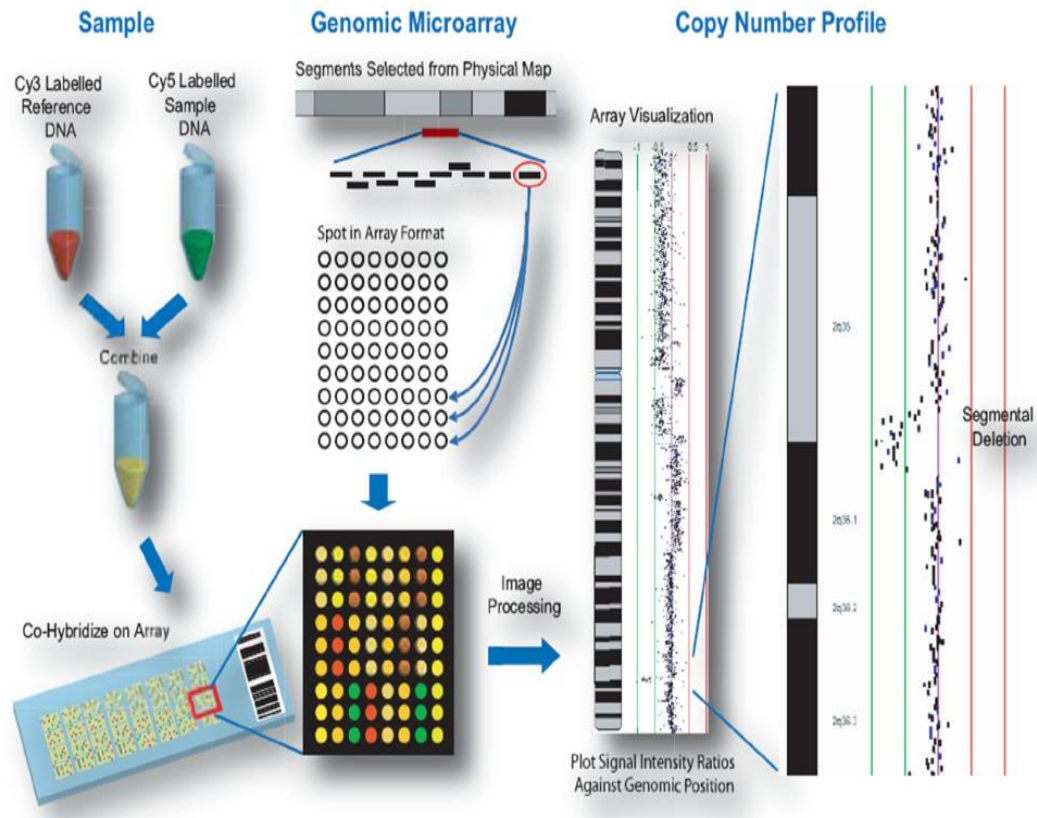 Sample
Genomic Microarray
Copy Number Profile
Cy3 Labelled
Reference
DNA
Cy5 Labelled
Sample
DNA
Combine
Co-Hybridize on Array
Segments Selected from Physical Map
Spot in Array Format
Image
Processing
Array Visualization
-1 -0.5 0.5 1
Plot Signal Intensity Ratios
Against Genomic Position
2q35
Segmental
Deletion
2q36.1
2q36.2
2q36.3